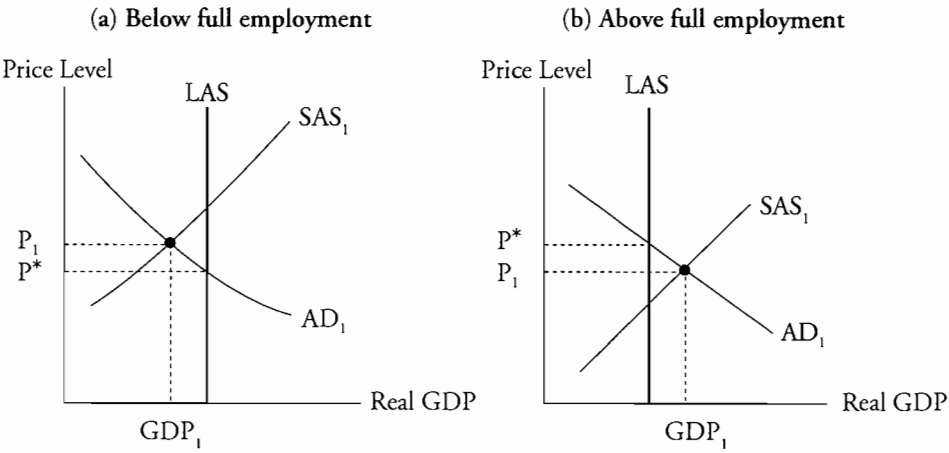 (a) Below full employment
Price Level
LAS
SAS₁
P₁
P*
AD₁
Real GDP
GDP₁
(b) Above full employment
Price Level
LAS
SAS₁
P*
P₁
AD₁
Real GDP
GDP₁